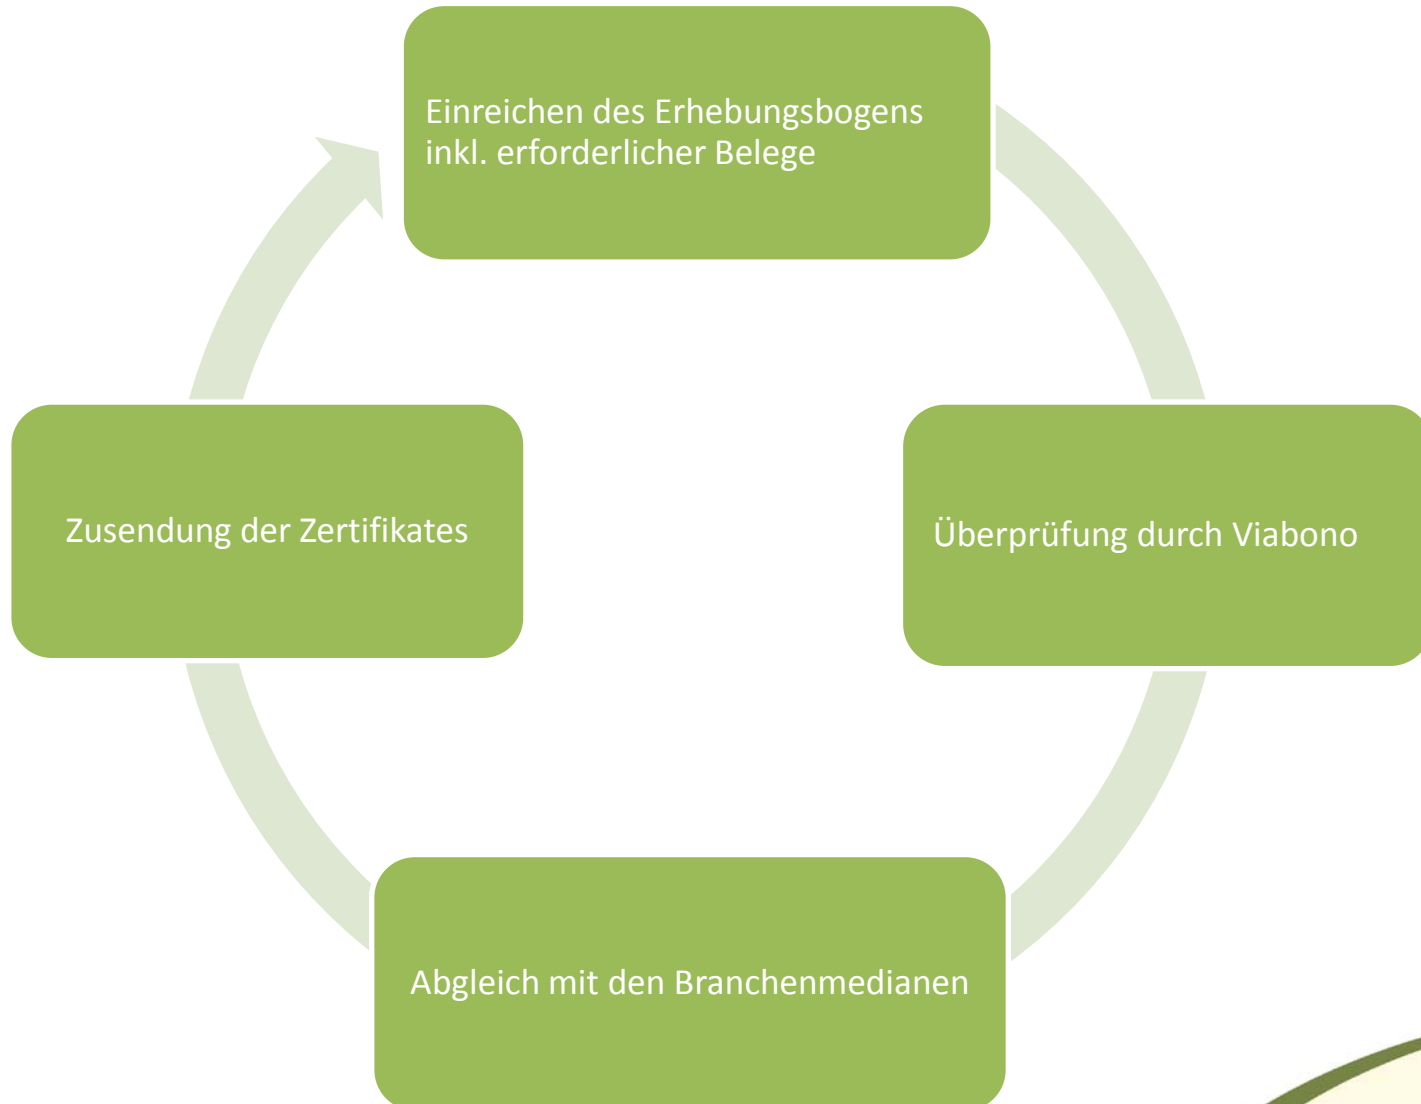 Einreichen des Erhebungsbogens
inkl. erforderlicher Belege
Überprüfung durch Viabono
Abgleich mit den Branchenmedianen
Zusendung der Zertifikates